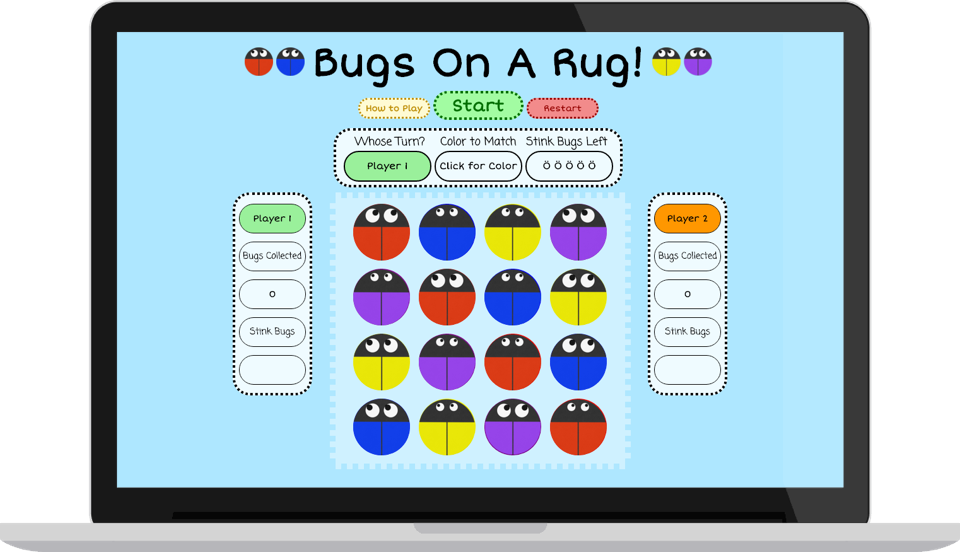 Bugs On A Rug!
How to Play Start Restart
Whose Turn? Color to Match Stink Bugs Left
Player 1 Click for Color Ö Ö Ö Ö Ö
Player 1
Bugs Collected
0
Stink Bugs
Player 2
Bugs Collected
0
Stink Bugs